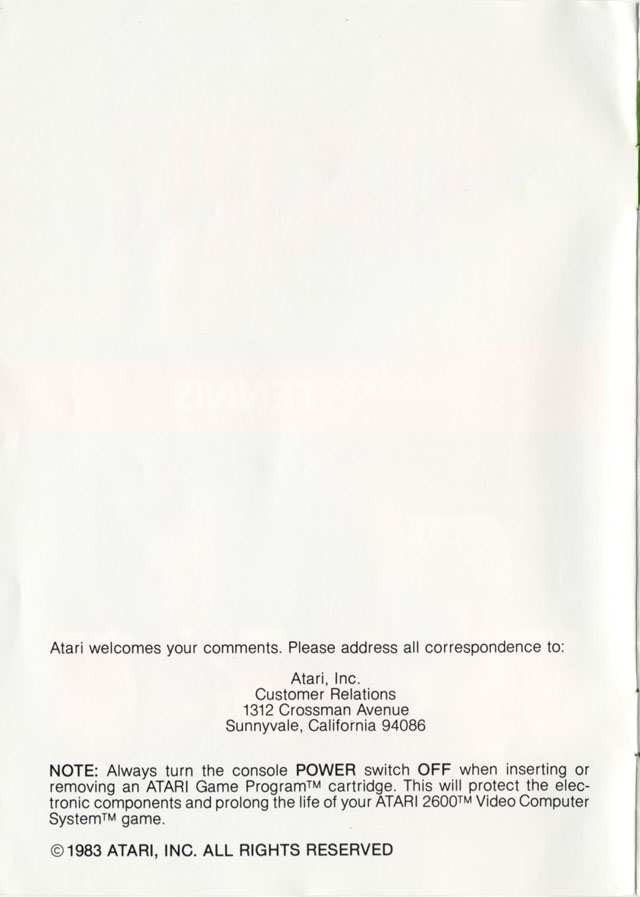 TENNIS
Atari welcomes your comments. Please address all correspondence to:
Atari, Inc.
Customer Relations
1312 Crossman Avenue
Sunnyvale, California 94086
NOTE: Always turn the console POWER switch OFF when inserting or
removing an ATARI Game Program™ cartridge. This will protect the elec-
tronic components and prolong the life of your ATARI 2600™ Video Computer
System™ game.
©1983 ATARI, INC. ALL RIGHTS RESERVED